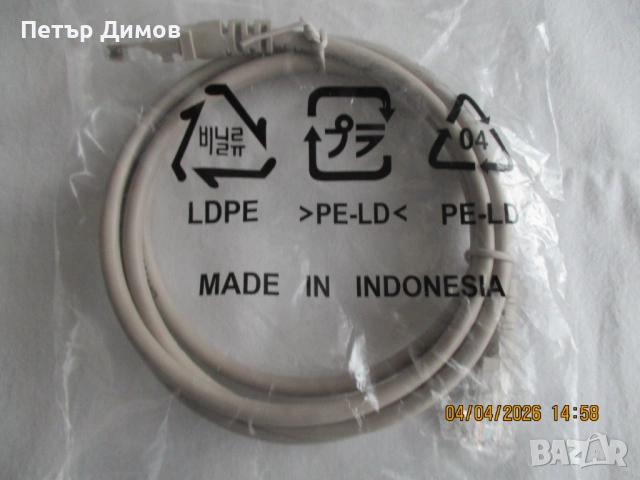 Петър Димов
비닐류
プラ
04
LDPE >PE-LD< PE-LD
MADE IN INDONESIA
04/04/2026 14:58
BAZAR